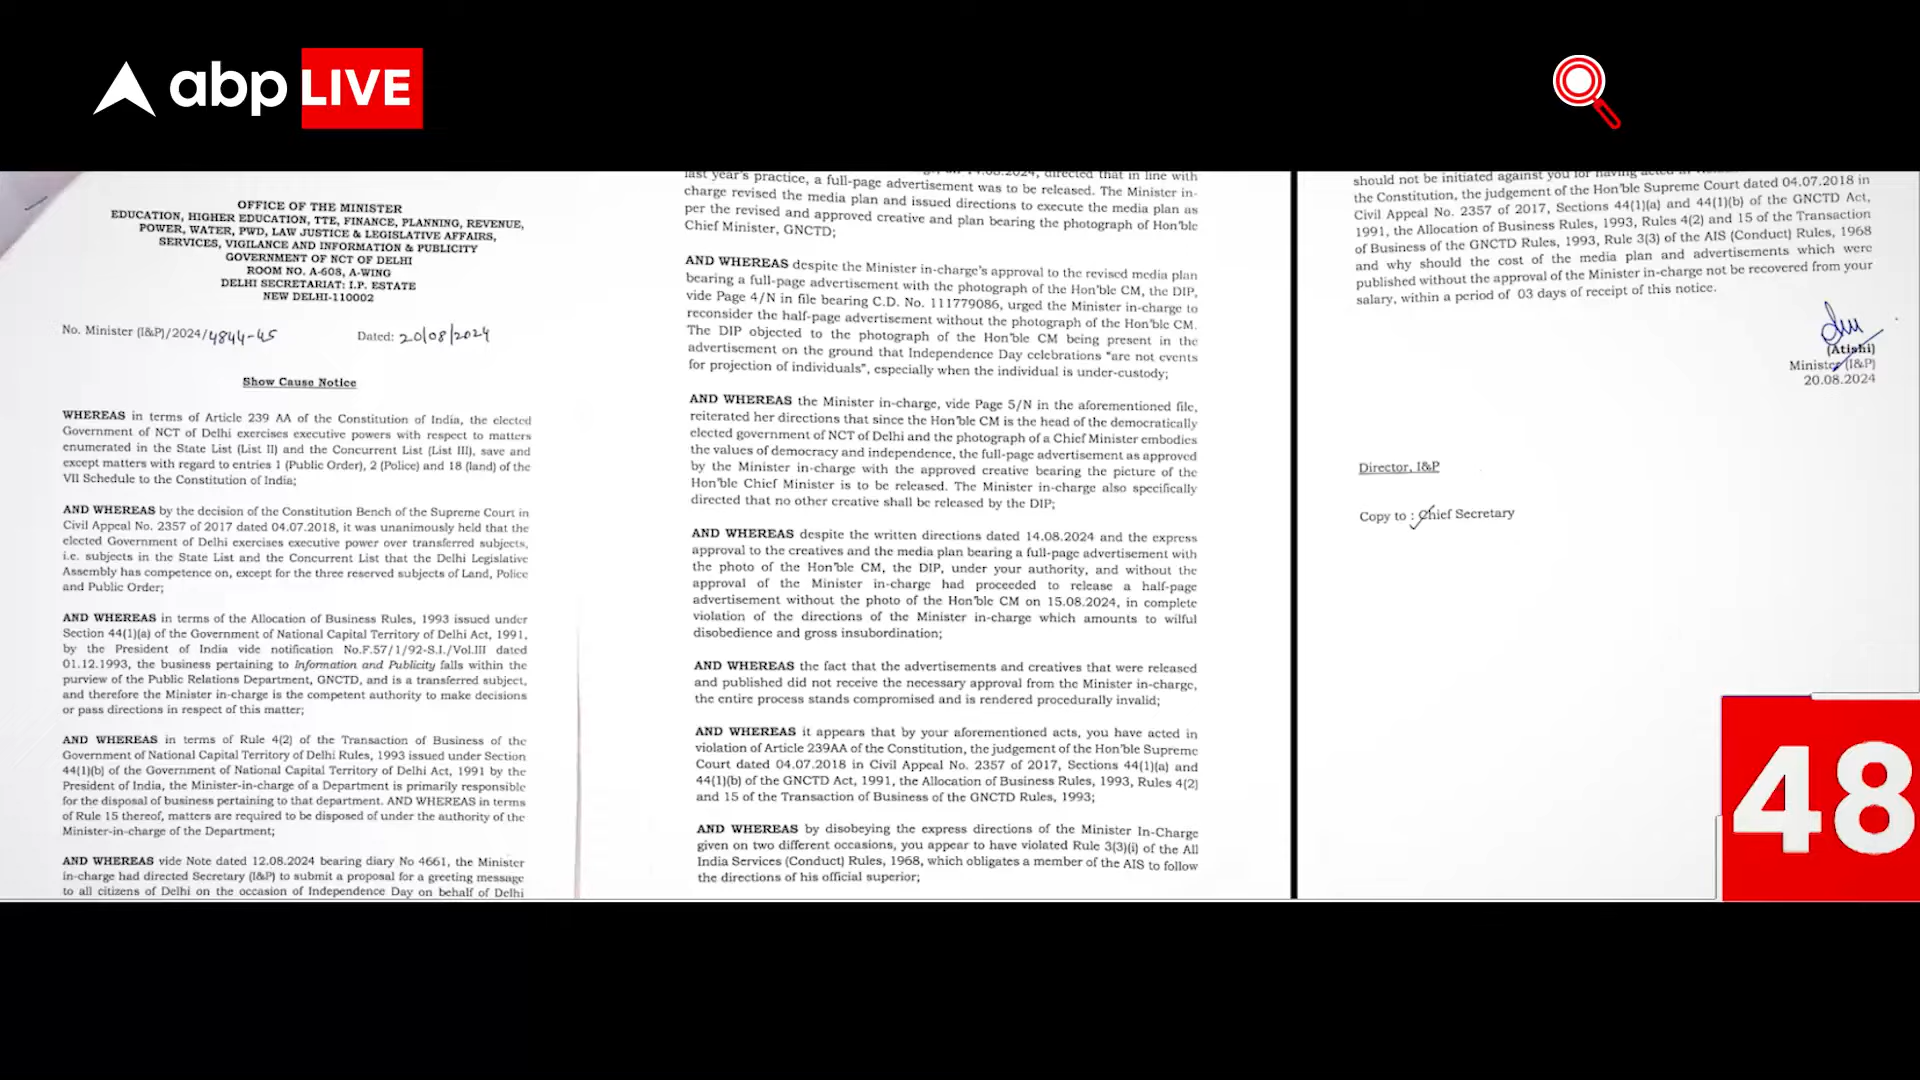 abp LIVE
OFFICE OF THE MINISTER
EDUCATION, HIGHER EDUCATION, TTE, FINANCE, PLANNING, REVENUE,
POWER, WATER, PWD, LAW JUSTICE & LEGISLATIVE AFFAIRS,
SERVICES, VIGILANCE AND INFORMATION & PUBLICITY
GOVERNMENT OF NCT OF DELHI
ROOM NO. A-608, A-WING
DELHI SECRETARIAT: I.P. ESTATE
NEW DELHI-110002
No. Minister (I&P)/2024/4844-45 Dated: 20/08/2024
Show Cause Notice
WHEREAS in terms of Article 239 AA of the Constitution of India, the elected
Government of NCT of Delhi exercises executive powers with respect to matters
enumerated in the State List (List II) and the Concurrent List (List III), save and
except matters with regard to entries 1 (Public Order), 2 (Police) and 18 (land) of the
VII Schedule to the Constitution of India;
AND WHEREAS by the decision of the Constitution Bench of the Supreme Court in
Civil Appeal No. 2357 of 2017 dated 04.07.2018, it was unanimously held that the
elected Government of Delhi exercises executive power over transferred subjects,
i.e. subjects in the State List and the Concurrent List that the Delhi Legislative
Assembly has competence on, except for the three reserved subjects of Land, Police
and Public Order;
AND WHEREAS in terms of the Allocation of Business Rules, 1993 issued under
Section 44(1)(a) of the Government of National Capital Territory of Delhi Act, 1991,
by the President of India vide notification No.F.57/1/92-S.I./Vol.III dated
01.12.1993, the business pertaining to Information and Publicity falls within the
purview of the Public Relations Department, GNCTD, and is a transferred subject,
and therefore the Minister in-charge is the competent authority to make decisions
or pass directions in respect of this matter;
AND WHEREAS in terms of Rule 4(2) of the Transaction of Business of the
Government of National Capital Territory of Delhi Rules, 1993 issued under Section
44(1)(b) of the Government of National Capital Territory of Delhi Act, 1991 by the
President of India, the Minister-in-charge of a Department is primarily responsible
for the disposal of business pertaining to that department. AND WHEREAS in terms
of Rule 15 thereof, matters are required to be disposed of under the authority of the
Minister-in-charge of the Department;
AND WHEREAS vide Note dated 12.08.2024 bearing diary No 4661, the Minister
in-charge had directed Secretary (I&P) to submit a proposal for a greeting message
to all citizens of Delhi on the occasion of Independence Day on behalf of Delhi
14.08.2024, directed that in line with
last year's practice, a full-page advertisement was to be released. The Minister in-
charge revised the media plan and issued directions to execute the media plan as
per the revised and approved creative and plan bearing the photograph of Hon'ble
Chief Minister, GNCTD;
AND WHEREAS despite the Minister in-charge's approval to the revised media plan
bearing a full-page advertisement with the photograph of the Hon'ble CM, the DIP,
vide Page 4/N in file bearing C.D. No. 111779086, urged the Minister in-charge to
reconsider the half-page advertisement without the photograph of the Hon'ble CM.
The DIP objected to the photograph of the Hon'ble CM being present in the
advertisement on the ground that Independence Day celebrations "are not events
for projection of individuals", especially when the individual is under-custody;
AND WHEREAS the Minister in-charge, vide Page 5/N in the aforementioned file,
reiterated her directions that since the Hon'ble CM is the head of the democratically
elected government of NCT of Delhi and the photograph of a Chief Minister embodies
the values of democracy and independence, the full-page advertisement as approved
by the Minister in-charge with the approved creative bearing the picture of the
Hon'ble Chief Minister is to be released. The Minister in-charge also specifically
directed that no other creative shall be released by the DIP;
AND WHEREAS despite the written directions dated 14.08.2024 and the express
approval to the creatives and the media plan bearing a full-page advertisement with
the photo of the Hon'ble CM, the DIP, under your authority, and without the
approval of the Minister in-charge had proceeded to release a half-page
advertisement without the photo of the Hon'ble CM on 15.08.2024, in complete
violation of the directions of the Minister in-charge which amounts to wilful
disobedience and gross insubordination;
AND WHEREAS the fact that the advertisements and creatives that were released
and published did not receive the necessary approval from the Minister in-charge,
the entire process stands compromised and is rendered procedurally invalid;
AND WHEREAS it appears that by your aforementioned acts, you have acted in
violation of Article 239AA of the Constitution, the judgement of the Hon'ble Supreme
Court dated 04.07.2018 in Civil Appeal No. 2357 of 2017, Sections 44(1)(a) and
44(1)(b) of the GNCTD Act, 1991, the Allocation of Business Rules, 1993, Rules 4(2)
and 15 of the Transaction of Business of the GNCTD Rules, 1993;
AND WHEREAS by disobeying the express directions of the Minister In-Charge
given on two different occasions, you appear to have violated Rule 3(3)(i) of the All
India Services (Conduct) Rules, 1968, which obligates a member of the AIS to follow
the directions of his official superior;
should not be initiated against you for having acted in
the Constitution, the judgement of the Hon'ble Supreme Court dated 04.07.2018 in
Civil Appeal No. 2357 of 2017, Sections 44(1)(a) and 44(1)(b) of the GNCTD Act,
1991, the Allocation of Business Rules, 1993, Rules 4(2) and 15 of the Transaction
of Business of the GNCTD Rules, 1993, Rule 3(3) of the AIS (Conduct) Rules, 1968
and why should the cost of the media plan and advertisements which were
published without the approval of the Minister in-charge not be recovered from your
salary, within a period of 03 days of receipt of this notice.
(Atishi)
Minister (I&P)
20.08.2024
Director, I&P
Copy to : Chief Secretary
48